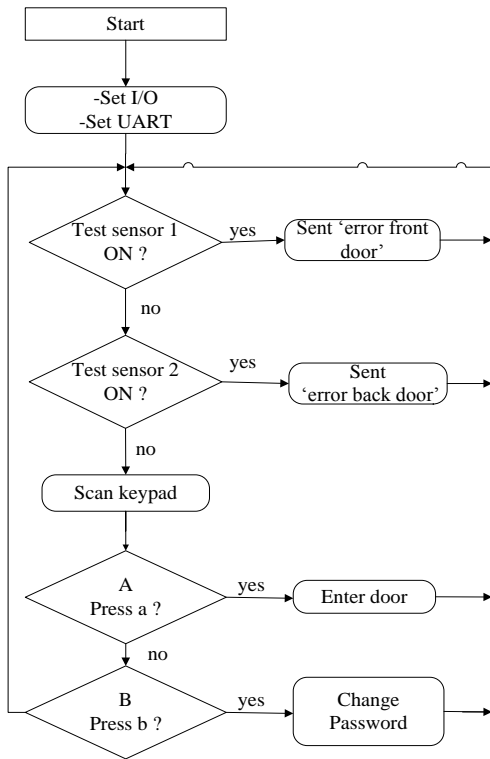 Start
-Set I/O
-Set UART
Test sensor 1
ON ?
yes
Sent ‘error front
door’
no
Test sensor 2
ON ?
yes
Sent
‘error back door’
no
Scan keypad
A
Press a ?
yes
Enter door
no
B
Press b ?
yes
Change
Password